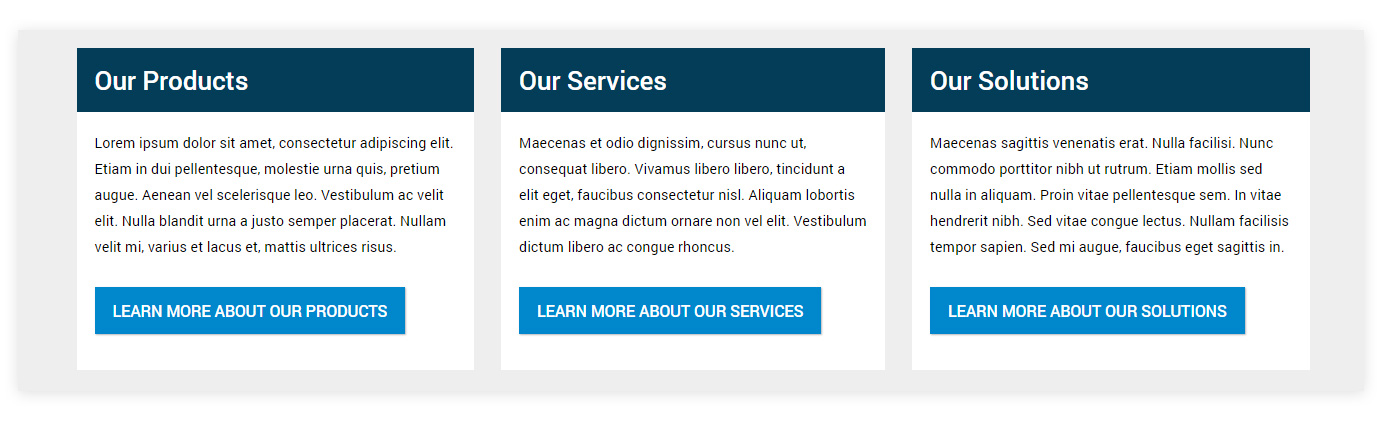 Our Products
Lorem ipsum dolor sit amet, consectetur adipiscing elit.
Etiam in dui pellentesque, molestie urna quis, pretium
augue. Aenean vel scelerisque leo. Vestibulum ac velit
elit. Nulla blandit urna a justo semper placerat. Nullam
velit mi, varius et lacus et, mattis ultrices risus.
LEARN MORE ABOUT OUR PRODUCTS
Our Services
Maecenas et odio dignissim, cursus nunc ut,
consequat libero. Vivamus libero libero, tincidunt a
elit eget, faucibus consectetur nisl. Aliquam lobortis
enim ac magna dictum ornare non vel elit. Vestibulum
dictum libero ac congue rhoncus.
LEARN MORE ABOUT OUR SERVICES
Our Solutions
Maecenas sagittis venenatis erat. Nulla facilisi. Nunc
commodo porttitor nibh ut rutrum. Etiam mollis sed
nulla in aliquam. Proin vitae pellentesque sem. In vitae
hendrerit nibh. Sed vitae congue lectus. Nullam facilisis
tempor sapien. Sed mi augue, faucibus eget sagittis in.
LEARN MORE ABOUT OUR SOLUTIONS